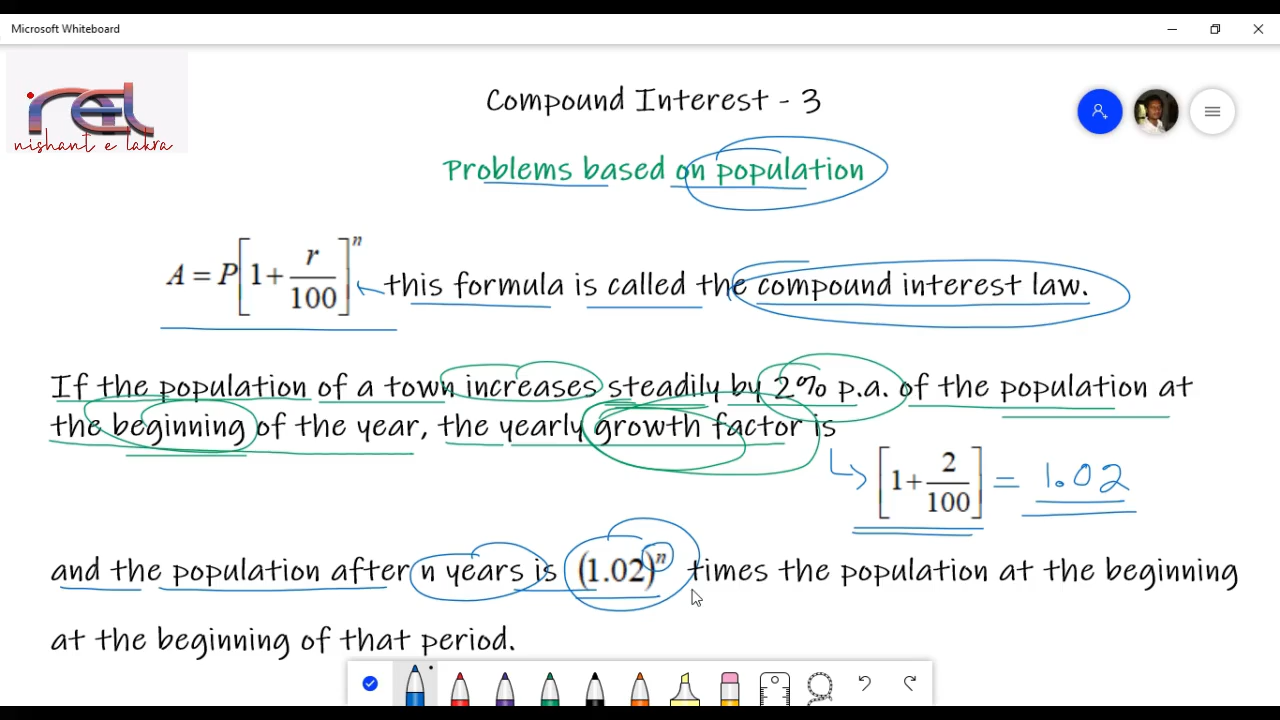 Microsoft Whiteboard
rel
nishant e lakra
Compound Interest - 3
Problems based on population
A = P[1 + r/100]^n this formula is called the compound interest law.
If the population of a town increases steadily by 2% p.a. of the population at
the beginning of the year, the yearly growth factor is
[1 + 2/100] = 1.02
and the population after n years is (1.02)^n times the population at the beginning
at the beginning of that period.